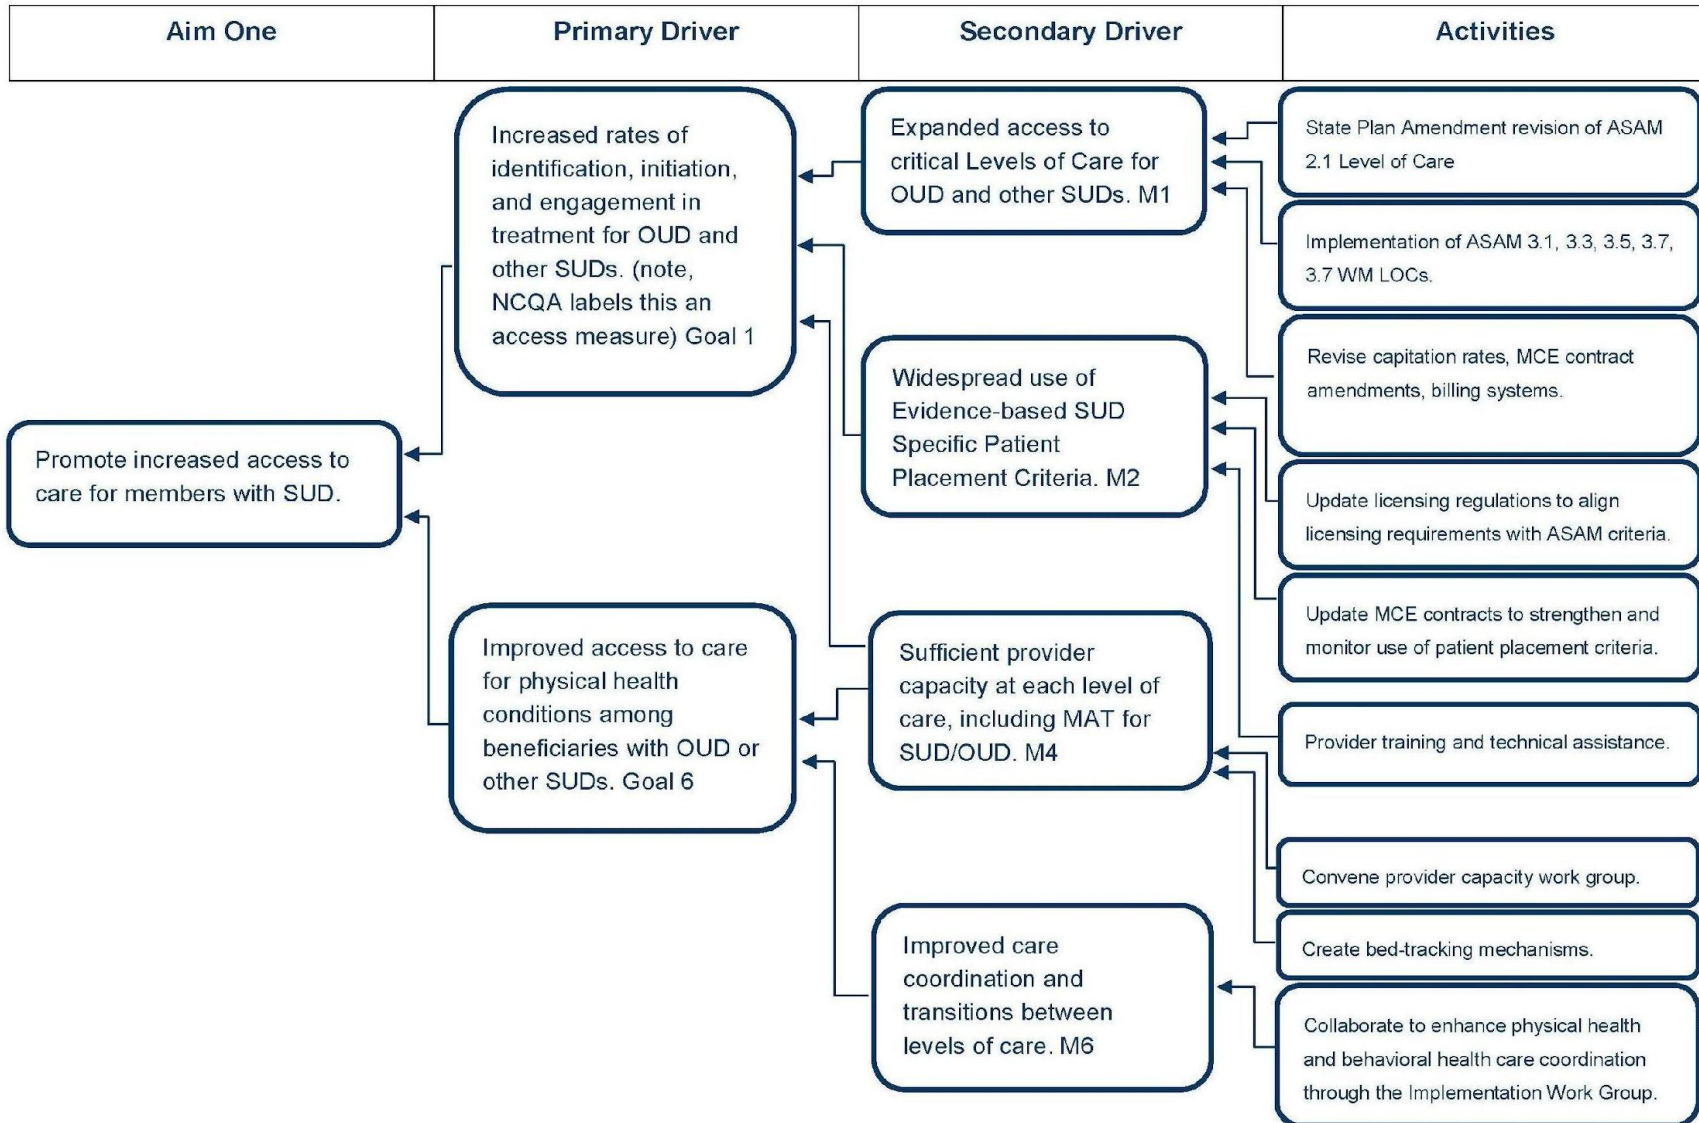 Aim One
Primary Driver
Secondary Driver
Activities
Promote increased access to
care for members with SUD.
Increased rates of
identification, initiation,
and engagement in
treatment for OUD and
other SUDs. (note,
NCQA labels this an
access measure) Goal 1
Improved access to care
for physical health
conditions among
beneficiaries with OUD or
other SUDs. Goal 6
Expanded access to
critical Levels of Care for
OUD and other SUDs. M1
Widespread use of
Evidence-based SUD
Specific Patient
Placement Criteria. M2
Sufficient provider
capacity at each level of
care, including MAT for
SUD/OUD. M4
Improved care
coordination and
transitions between
levels of care. M6
State Plan Amendment revision of ASAM
2.1 Level of Care
Implementation of ASAM 3.1, 3.3, 3.5, 3.7,
3.7 WM LOCs.
Revise capitation rates, MCE contract
amendments, billing systems.
Update licensing regulations to align
licensing requirements with ASAM criteria.
Update MCE contracts to strengthen and
monitor use of patient placement criteria.
Provider training and technical assistance.
Convene provider capacity work group.
Create bed-tracking mechanisms.
Collaborate to enhance physical health
and behavioral health care coordination
through the Implementation Work Group.